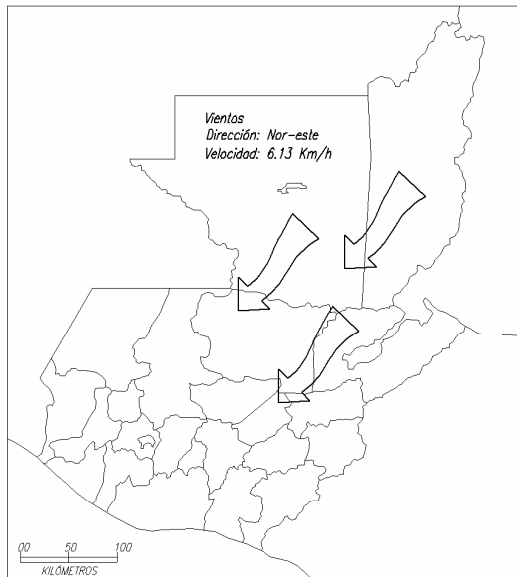 Vientos
Dirección: Nor-este
Velocidad: 6.13 Km/h
00 50 100
KILÓMETROS